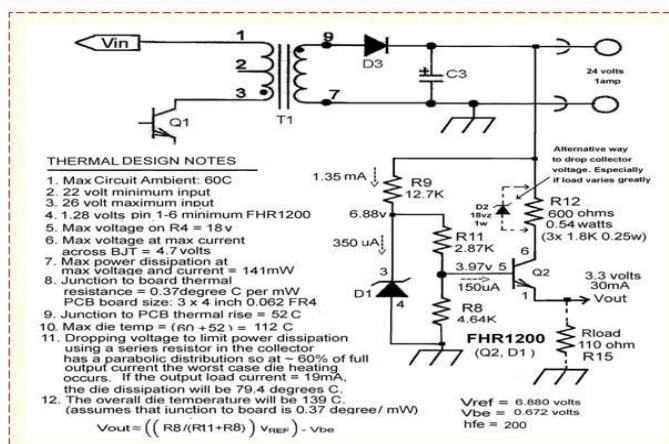 Vin
1
2
3
9
7
T1
D3
C3
Q1
24 volts
1amp
THERMAL DESIGN NOTES
1. Max Circuit Ambient: 60C
2. 22 volt minimum input
3. 26 volt maximum input
4. 1.28 volts pin 1-6 minimum FHR1200
5. Max voltage on R4 = 18v
6. Max voltage at max current
across BJT = 4.7volts
7. Max power dissipation at
max voltage and current = 141mW
8. Junction to board thermal
resistance = 0.37degree C per mW
PCB board size: 3 x 4 inch 0.062 FR4
9. Junction to PCB thermal rise = 52C
10. Max die temp = (60 +52) = 112 C
11. Dropping voltage to limit power dissipation
using a series resistor in the collector
has a parabolic distribution so at ~ 60% of full
output current the worst case die heating
occurs. If the output load current = 19mA,
the die dissipation will be 79.4 degrees C.
12. The overall die temperature will be 139 C.
(assumes that junction to board is 0.37 degree/ mW)
Vout≈ (( R8/(R11+R8)) VREF) - Vbe
1.35 mA
R9
12.7K
6.88v
350 uA
R11
2.87K
3
D1
4
3.97v
5
150uA
R8
4.64K
Alternative way
to drop collector
voltage. Especially
if load varies greatly
D2
18vz
1w
R12
600 ohms
0.54 watts
(3x 1.8K 0.25w)
6
Q2
1
3.3 volts
30mA
Vout
FHR1200
(Q2, D1 )
Rload
110 ohm
R15
Vref = 6.880 volts
Vbe = 0.672 volts
hfe = 200